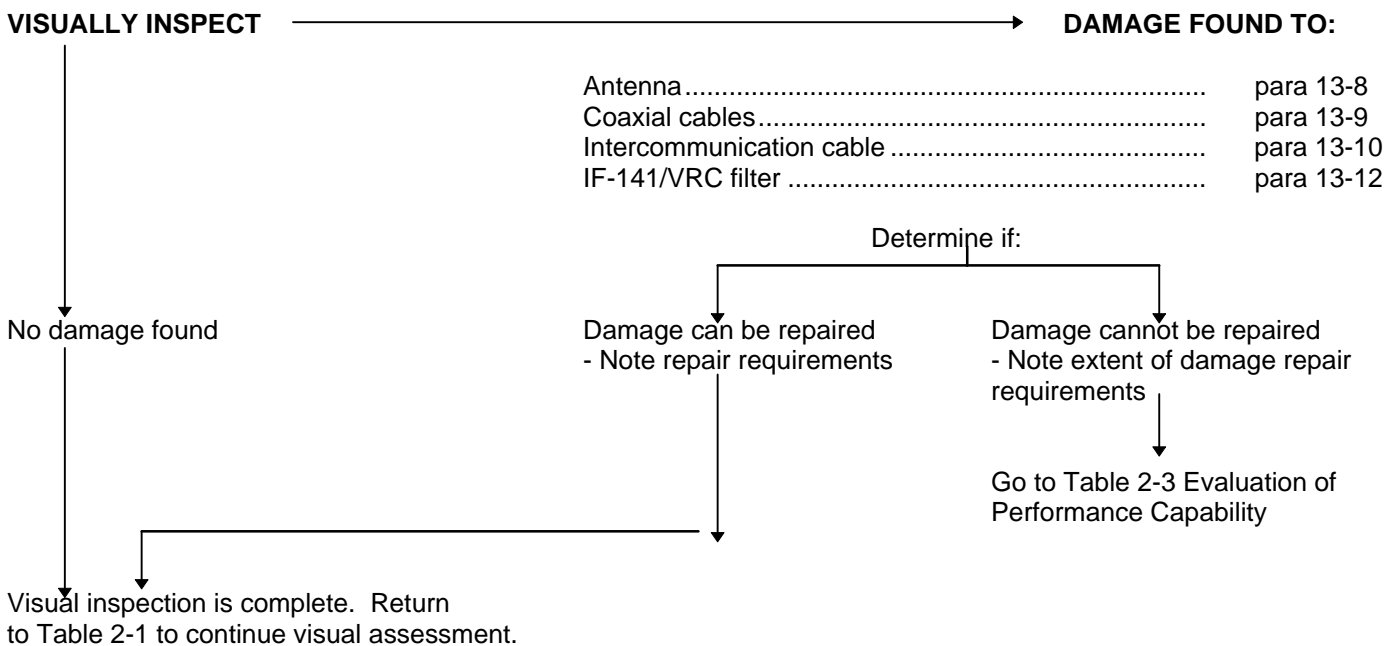 VISUALLY INSPECT DAMAGE FOUND TO:
Antenna...................................................................... para 13-8
Coaxial cables............................................................ para 13-9
Intercommunication cable .......................................... para 13-10
IF-141/VRC filter ........................................................ para 13-12
Determine if:
No damage found
Damage can be repaired
- Note repair requirements
Damage cannot be repaired
- Note extent of damage repair
requirements
Go to Table 2-3 Evaluation of
Performance Capability
Visual inspection is complete. Return
to Table 2-1 to continue visual assessment.